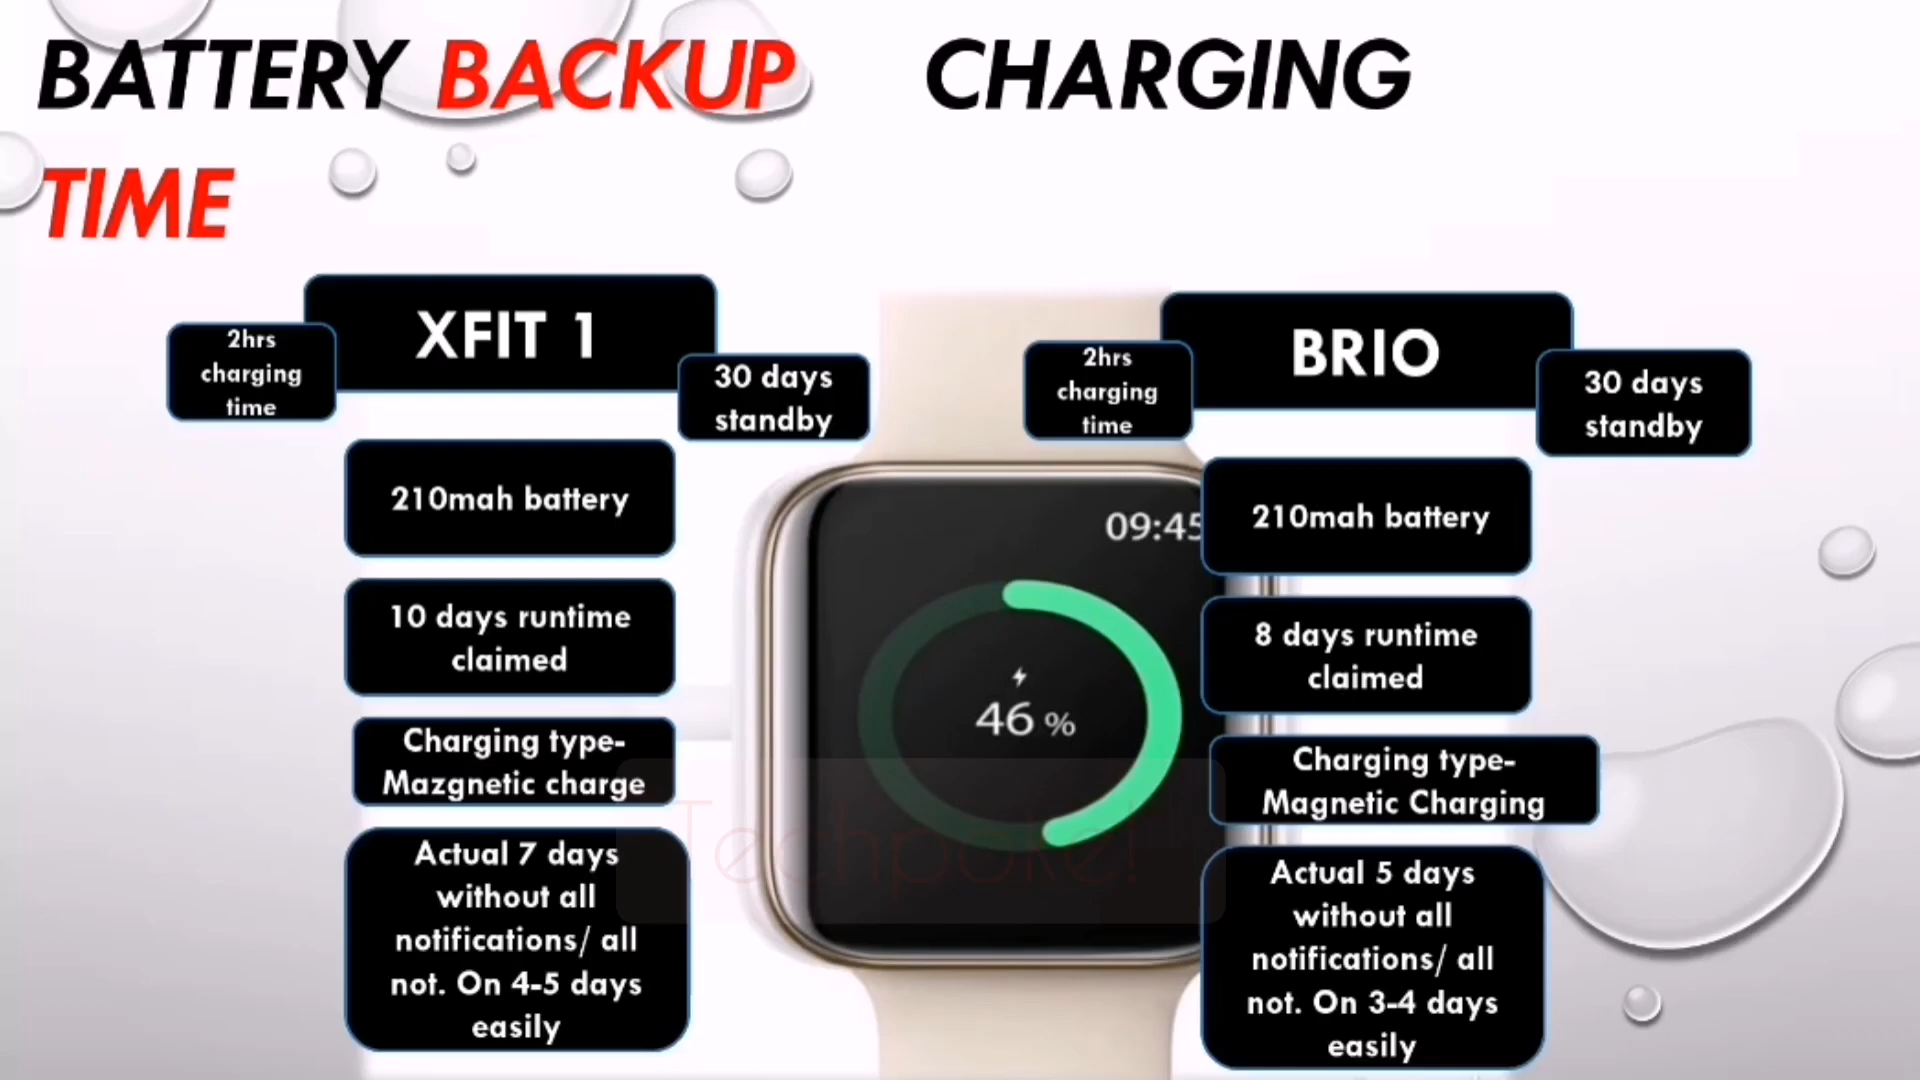 BATTERY BACKUP CHARGING
TIME
XFIT 1
2hrs
charging
time
30 days
standby
210mah battery
10 days runtime
claimed
Charging type-
Mazgnetic charge
Actual 7 days
without all
notifications/ all
not. On 4-5 days
easily
09:45
46 %
Techpoke!
BRIO
2hrs
charging
time
30 days
standby
210mah battery
8 days runtime
claimed
Charging type-
Magnetic Charging
Actual 5 days
without all
notifications/ all
not. On 3-4 days
easily